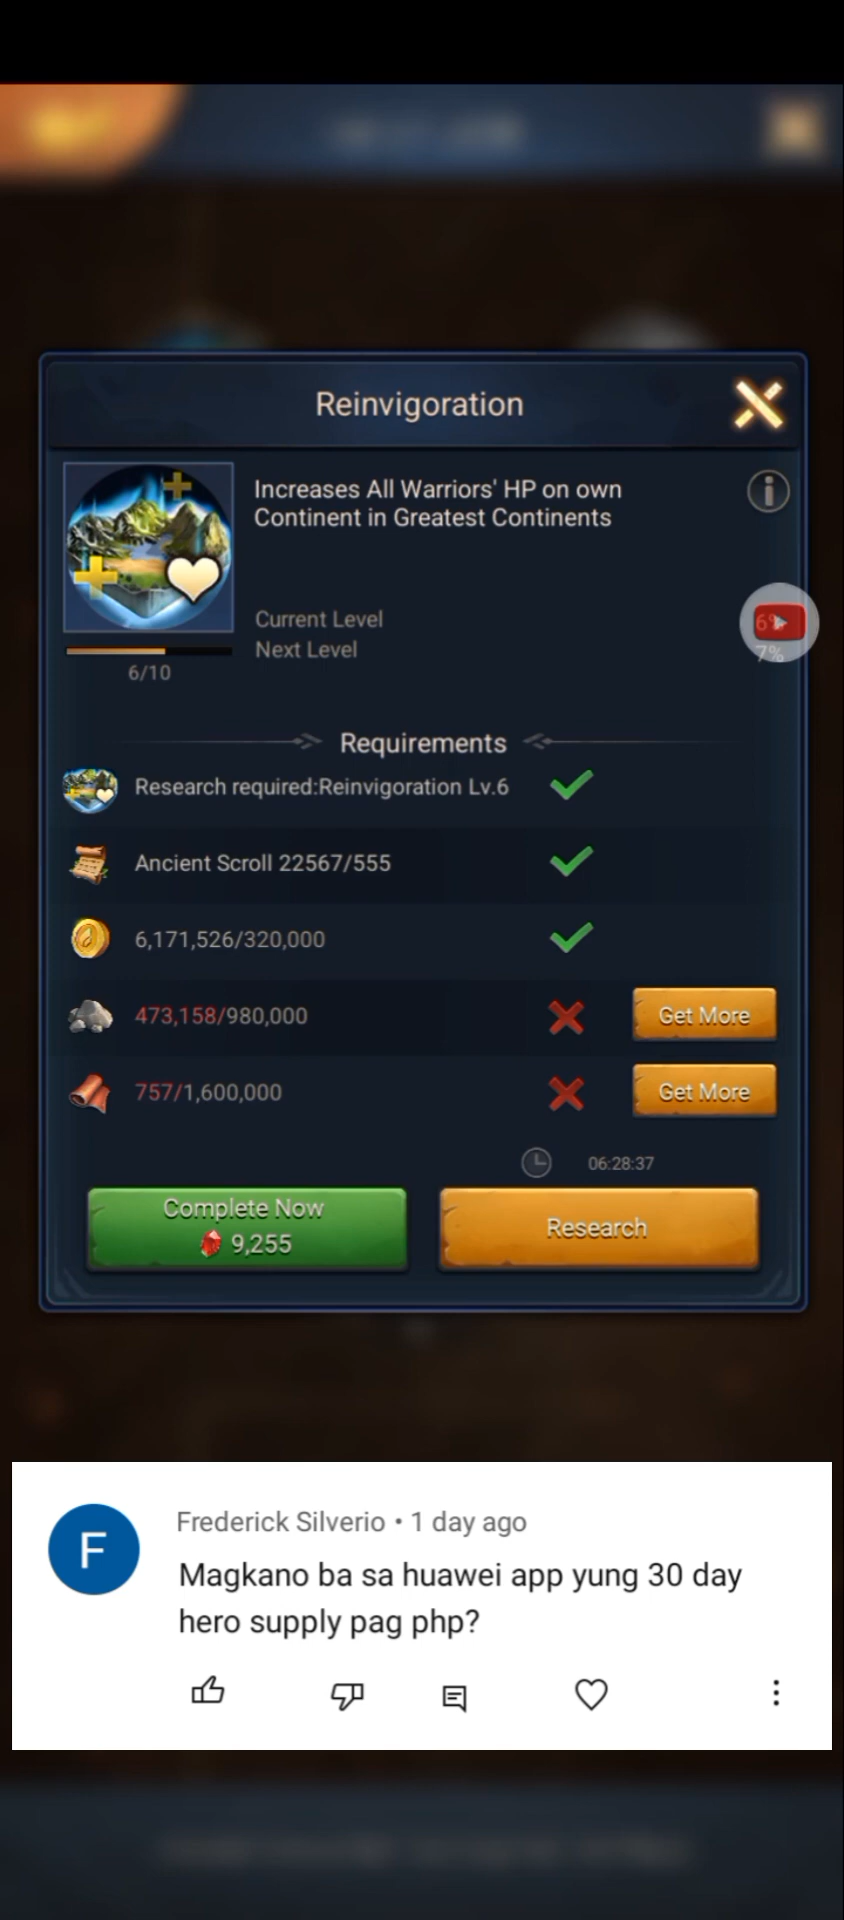 Reinvigoration
Increases All Warriors' HP on own
Continent in Greatest Continents
Current Level
6%
Next Level
7%
6/10
Requirements
Research required:Reinvigoration Lv.6
Ancient Scroll 22567/555
6,171,526/320,000
473,158/980,000
Get More
757/1,600,000
Get More
06:28:37
Complete Now
9,255
Research
Frederick Silverio • 1 day ago
F
Magkano ba sa huawei app yung 30 day
hero supply pag php?